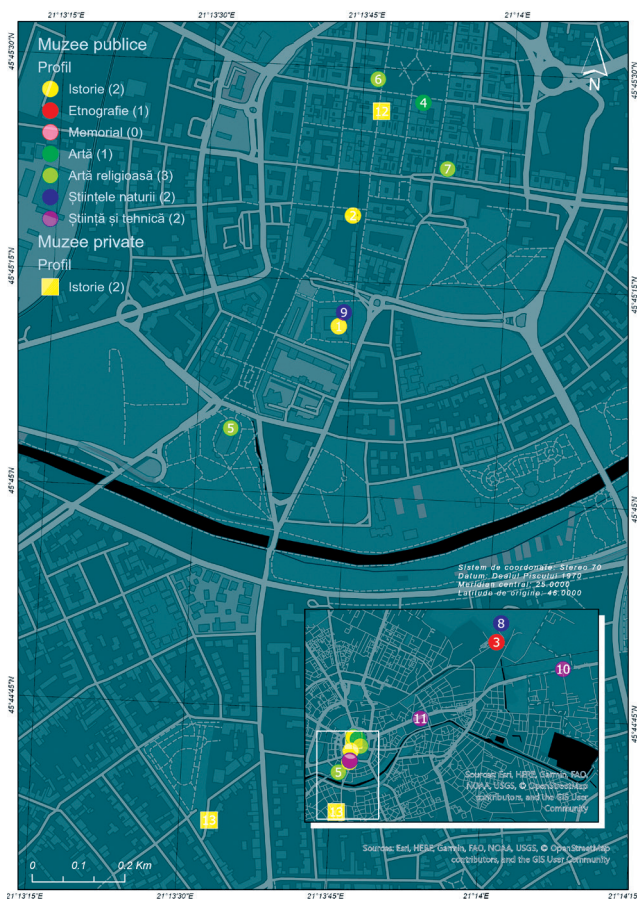 21°13'15"E 21°13'30"E 21°13'45"E 21°14'E
45°45'30"N
45°45'30"N
Muzee publice
Profil
Istorie (2)
Etnografie (1)
Memorial (0)
Artă (1)
Artă religioasă (3)
Științele naturii (2)
Știință și tehnică (2)
Muzee private
Profil
Istorie (2)
N
6
4
12
7
2
45°45'15"N
45°45'15"N
9
1
5
45°45'N
45°45'N
Sistem de coordonate: Stereo 70
Datum: Dealul Piscului 1970
Meridian central: 25.0000
Latitude de origine: 46.0000
8
3
10
11
5
13
Sources: Esri, HERE, Garmin, FAO,
NOAA, USGS, © OpenStreetMap
contributors, and the GIS User
Community
45°44'45"N
45°44'45"N
13
0 0.1 0.2 Km
Sources: Esri, HERE, Garmin, FAO, NOAA, USGS, © OpenStreetMap
contributors, and the GIS User Community
21°13'15"E 21°13'30"E 21°13'45"E 21°14'E 21°14'15"E